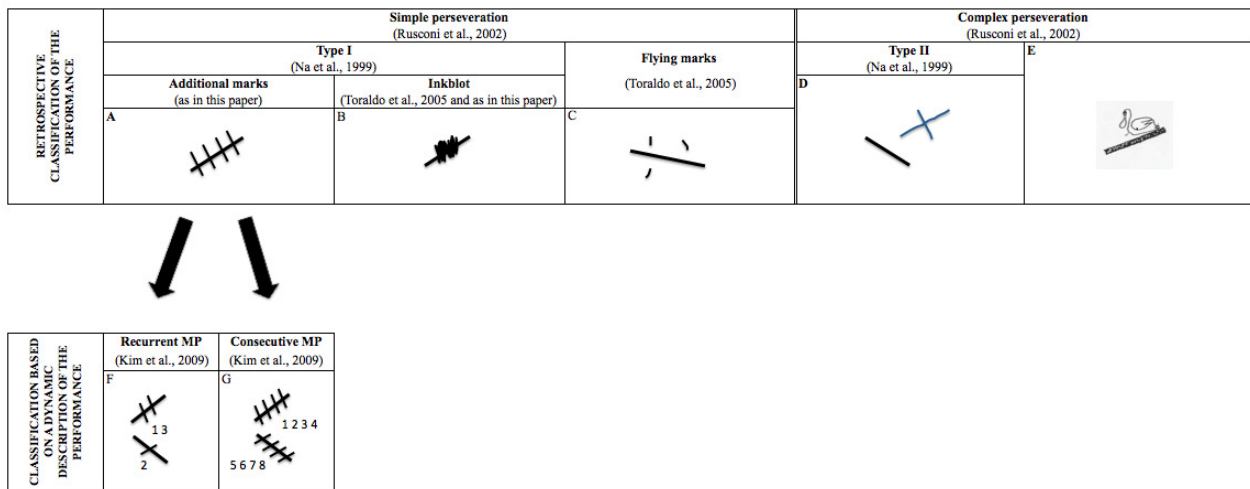 RETROSPECTIVE
CLASSIFICATION OF THE
PERFORMANCE
Simple perseveration
(Rusconi et al., 2002)
Complex perseveration
(Rusconi et al., 2002)
Type I
(Na et al., 1999)
Flying marks
(Toraldo et al., 2005)
Type II
(Na et al., 1999)
E
Additional marks
(as in this paper)
Inkblot
(Toraldo et al., 2005 and as in this paper)
A
B
C
D
CLASSIFICATION BASED
ON A DYNAMIC
DESCRIPTION OF THE
PERFORMANCE
Recurrent MP
(Kim et al., 2009)
Consecutive MP
(Kim et al., 2009)
F
G
1 3
2
1 2 3 4
5 6 7 8